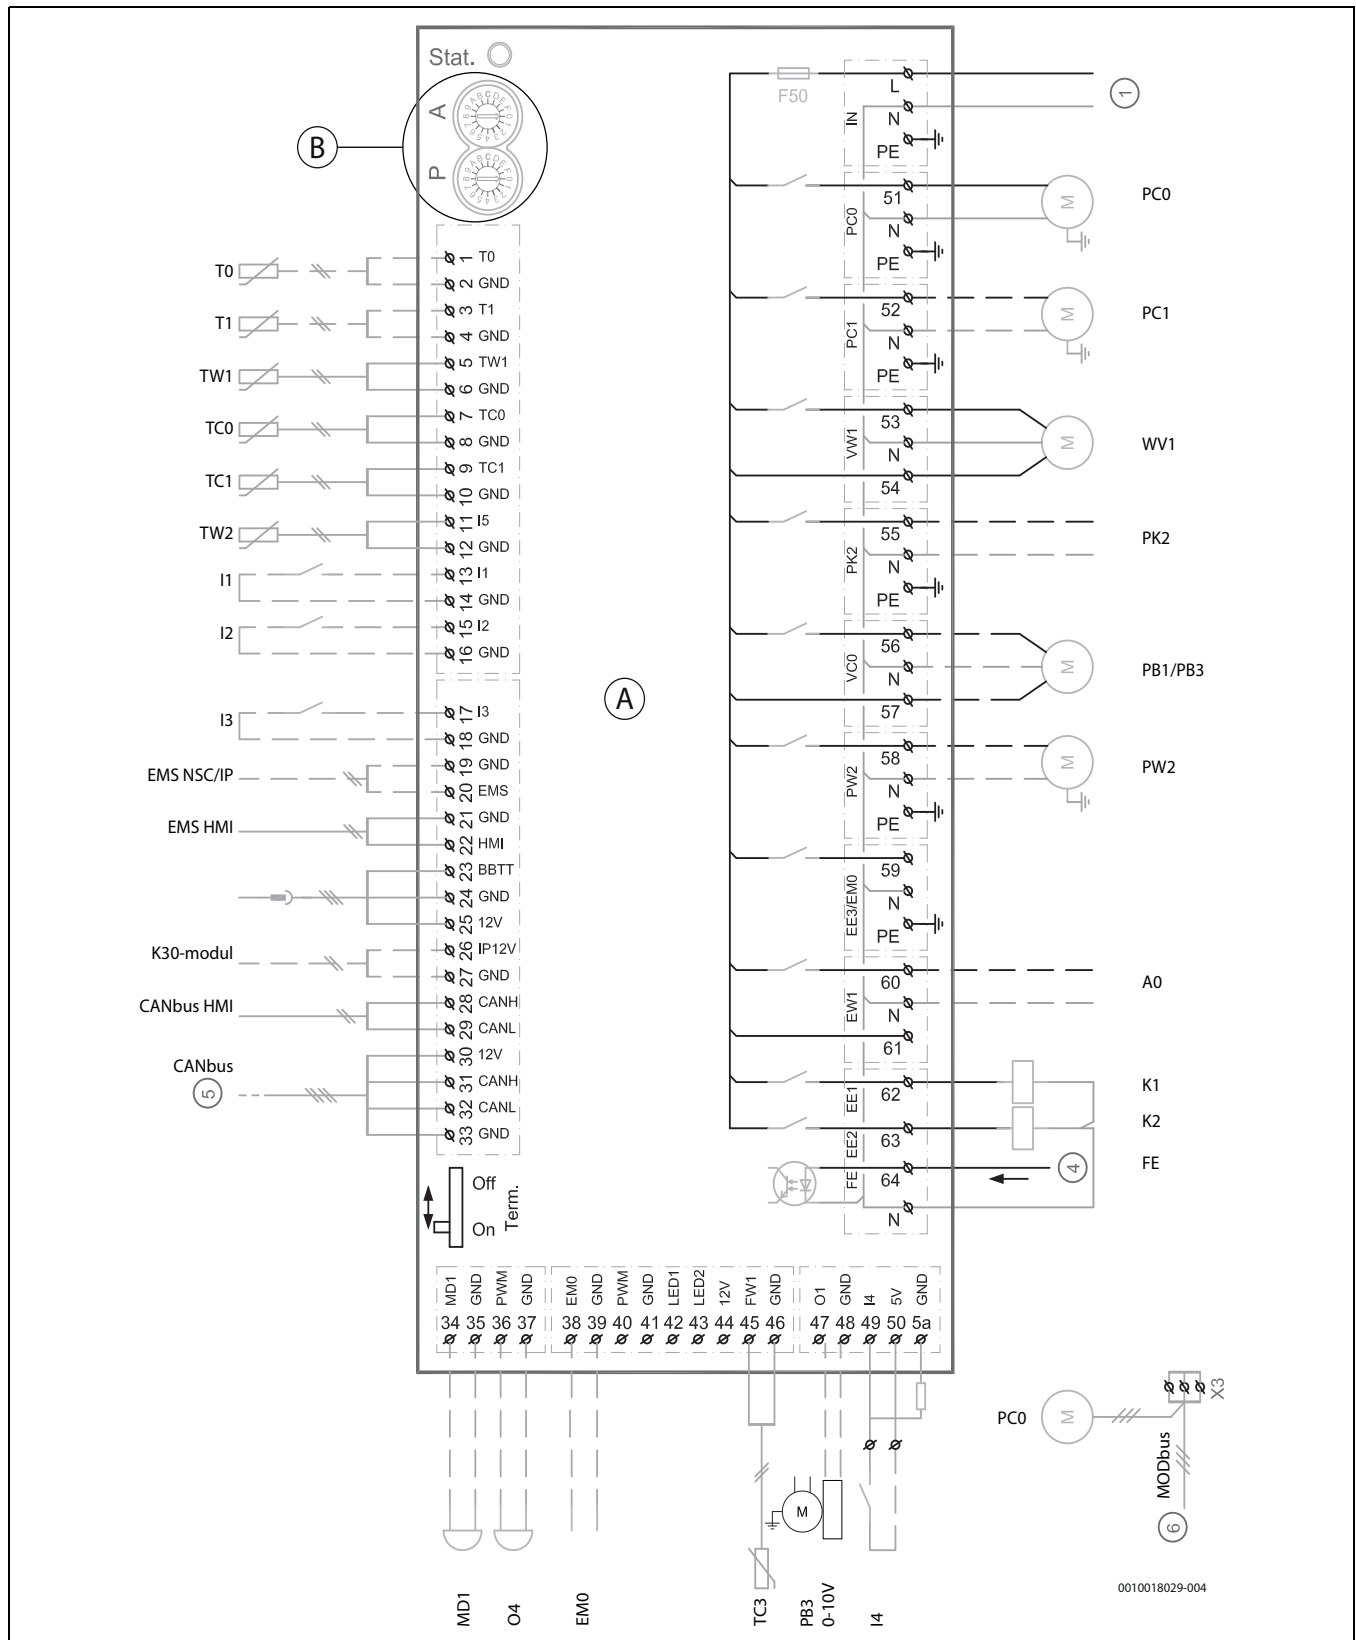 Stat.
A
P
B
A
T0
T1
TW1
TC0
TC1
TW2
I1
I2
I3
EMS NSC/IP
EMS HMI
K30-modul
CANbus HMI
CANbus
5
1 T0
2 GND
3 T1
4 GND
5 TW1
6 GND
7 TC0
8 GND
9 TC1
10 GND
11 I5
12 GND
13 I1
14 GND
15 I2
16 GND
17 I3
18 GND
19 GND
20 EMS
21 GND
22 HMI
23 BBTT
24 GND
25 12V
26 IP12V
27 GND
28 CANH
29 CANL
30 12V
31 CANH
32 CANL
33 GND
Off
On
Term.
F50
IN
L
N
PE
1
PC0
51
N
PE
M
PC0
PC1
52
N
PE
M
PC1
VW1
53
N
54
M
WV1
PK2
55
N
PE
PK2
VC0
56
N
57
M
PB1/PB3
PW2
58
N
PE
M
PW2
EE3/EM0
59
N
PE
EW1
60
N
61
A0
EE1
62
K1
EE2
63
K2
FE
64
N
4
FE
MD1 GND PWM GND
34 35 36 37
EM0 GND PWM GND LED1 LED2 12V FW1 GND
38 39 40 41 42 43 44 45 46
O1 GND I4 5V GND
47 48 49 50 5a
MD1
O4
EM0
TC3
M
PB3
0-10V
I4
PC0
M
X3
MODbus
6
0010018029-004